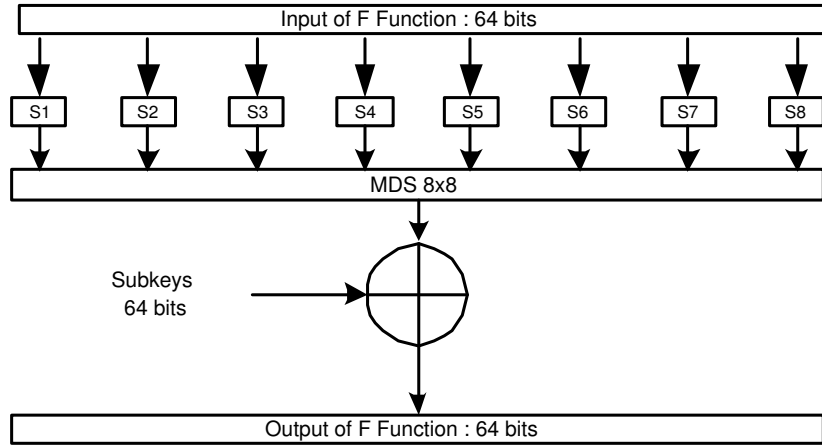 Input of F Function : 64 bits
S1 S2 S3 S4 S5 S6 S7 S8
MDS 8x8
Subkeys
64 bits
Output of F Function : 64 bits